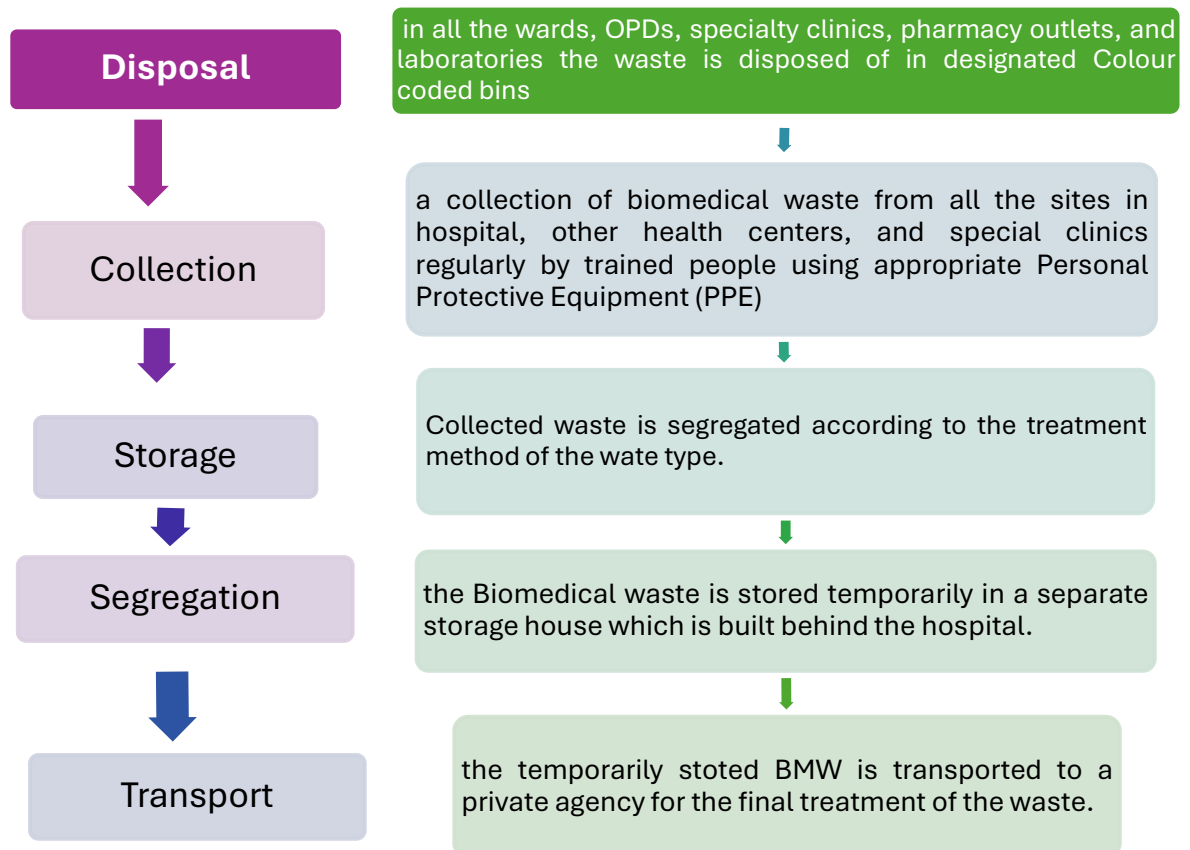 Disposal
in all the wards, OPDs, specialty clinics, pharmacy outlets, and
laboratories the waste is disposed of in designated Colour
coded bins
Collection
a collection of biomedical waste from all the sites in
hospital, other health centers, and special clinics
regularly by trained people using appropriate Personal
Protective Equipment (PPE)
Storage
Collected waste is segregated according to the treatment
method of the wate type.
Segregation
the Biomedical waste is stored temporarily in a separate
storage house which is built behind the hospital.
Transport
the temporarily stoted BMW is transported to a
private agency for the final treatment of the waste.